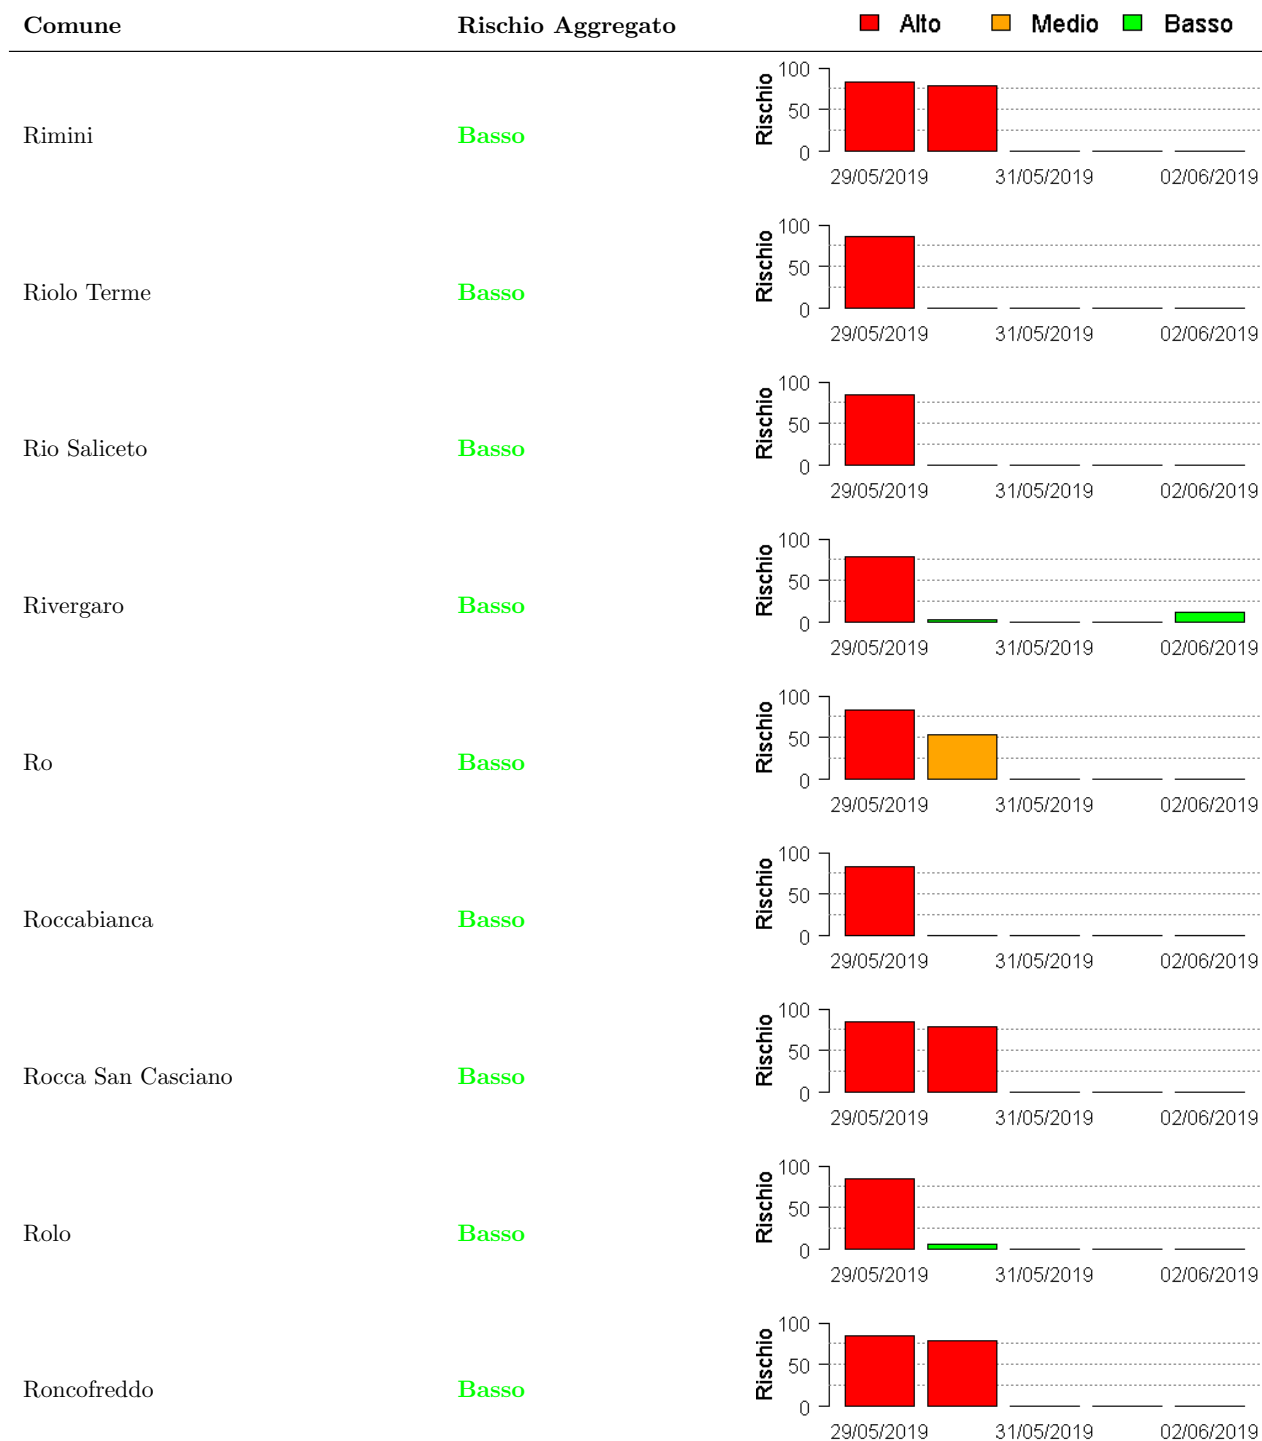 Comune Rischio Aggregato Alto Medio Basso
Rimini Basso
Rischio
100
50
0
29/05/2019 31/05/2019 02/06/2019
Riolo Terme Basso
Rischio
100
50
0
29/05/2019 31/05/2019 02/06/2019
Rio Saliceto Basso
Rischio
100
50
0
29/05/2019 31/05/2019 02/06/2019
Rivergaro Basso
Rischio
100
50
0
29/05/2019 31/05/2019 02/06/2019
Ro Basso
Rischio
100
50
0
29/05/2019 31/05/2019 02/06/2019
Roccabianca Basso
Rischio
100
50
0
29/05/2019 31/05/2019 02/06/2019
Rocca San Casciano Basso
Rischio
100
50
0
29/05/2019 31/05/2019 02/06/2019
Rolo Basso
Rischio
100
50
0
29/05/2019 31/05/2019 02/06/2019
Roncofreddo Basso
Rischio
100
50
0
29/05/2019 31/05/2019 02/06/2019